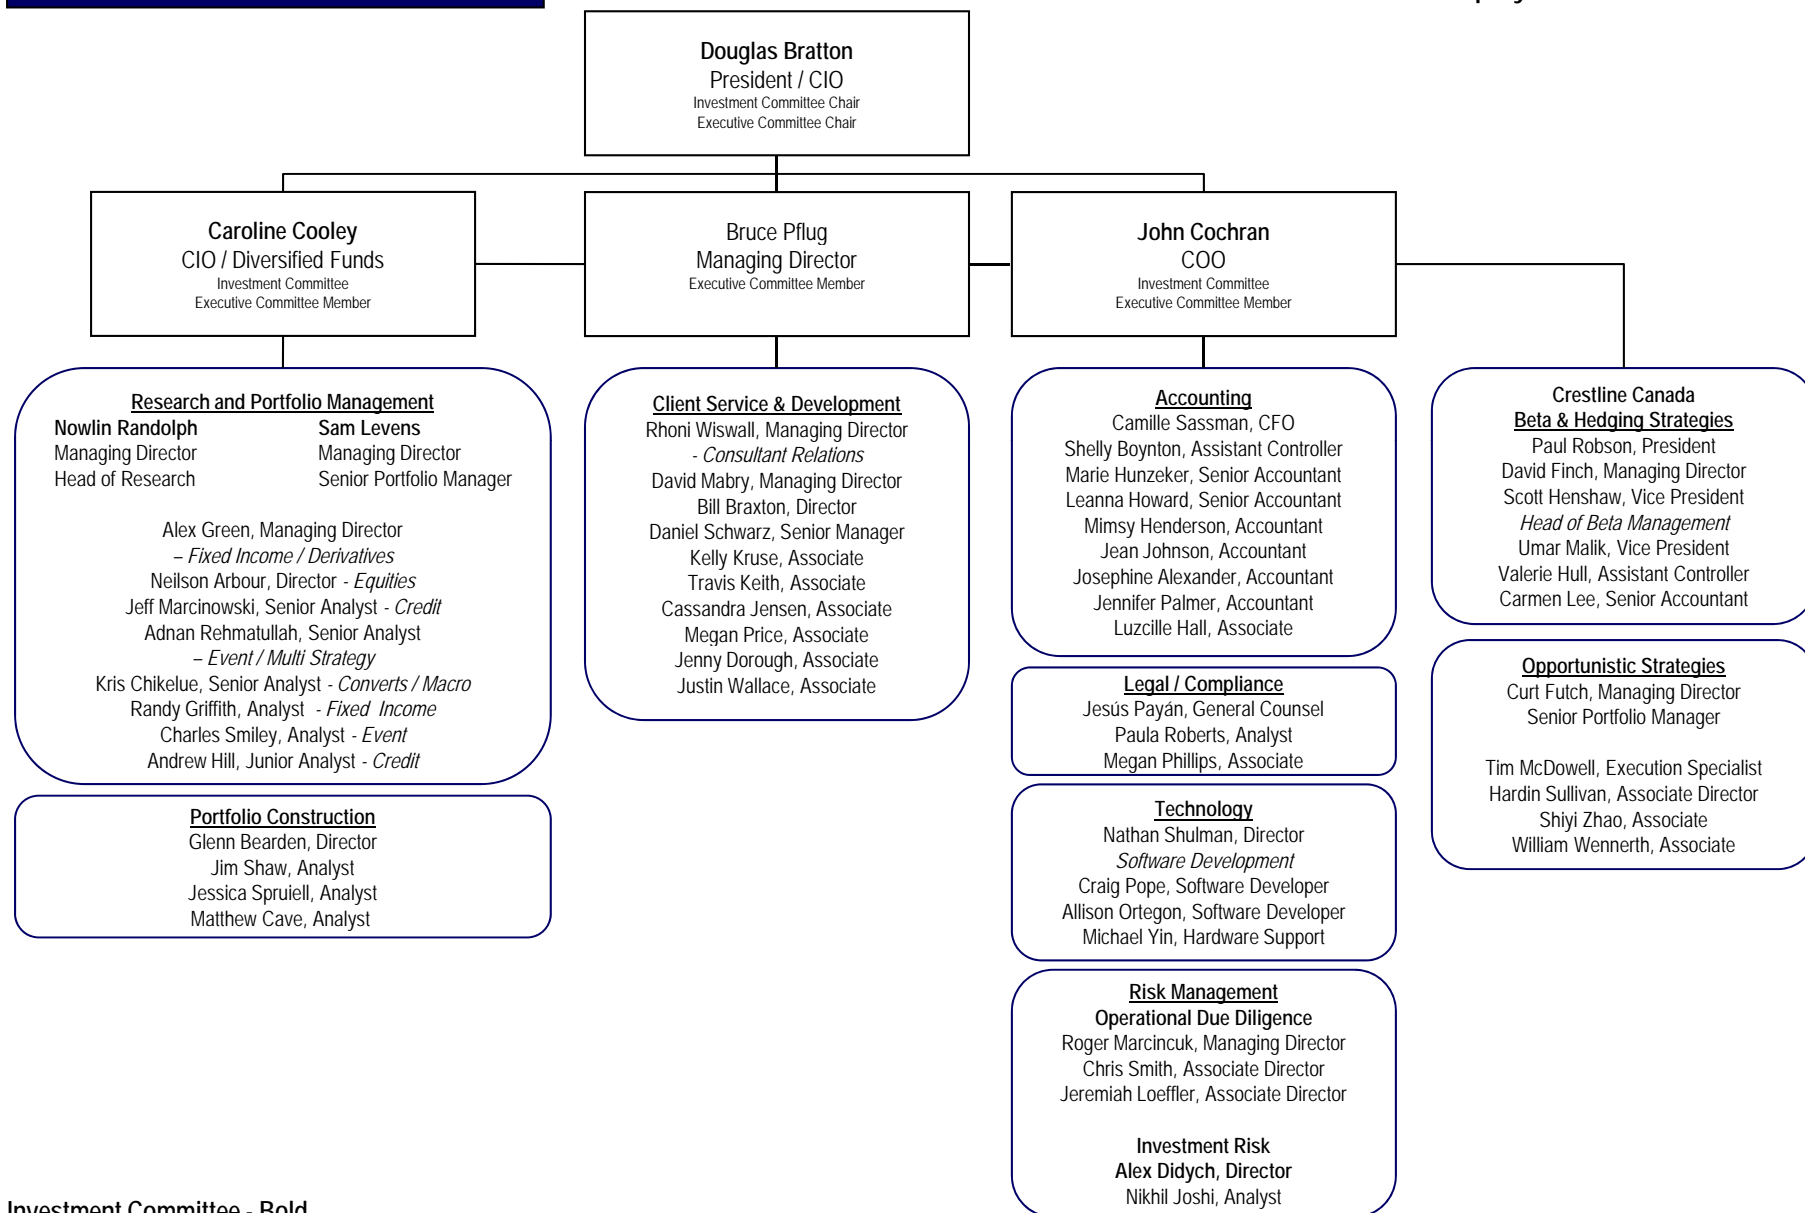 Douglas Bratton
President / CIO
Investment Committee Chair
Executive Committee Chair
Caroline Cooley
CIO / Diversified Funds
Investment Committee
Executive Committee Member
Bruce Pflug
Managing Director
Executive Committee Member
John Cochran
COO
Investment Committee
Executive Committee Member
Research and Portfolio Management
Nowlin Randolph Sam Levens
Managing Director Managing Director
Head of Research Senior Portfolio Manager
Alex Green, Managing Director
– Fixed Income / Derivatives
Neilson Arbour, Director - Equities
Jeff Marcinowski, Senior Analyst - Credit
Adnan Rehmatullah, Senior Analyst
– Event / Multi Strategy
Kris Chikelue, Senior Analyst - Converts / Macro
Randy Griffith, Analyst - Fixed Income
Charles Smiley, Analyst - Event
Andrew Hill, Junior Analyst - Credit
Portfolio Construction
Glenn Bearden, Director
Jim Shaw, Analyst
Jessica Spruiell, Analyst
Matthew Cave, Analyst
Client Service & Development
Rhoni Wiswall, Managing Director
- Consultant Relations
David Mabry, Managing Director
Bill Braxton, Director
Daniel Schwarz, Senior Manager
Kelly Kruse, Associate
Travis Keith, Associate
Cassandra Jensen, Associate
Megan Price, Associate
Jenny Dorough, Associate
Justin Wallace, Associate
Accounting
Camille Sassman, CFO
Shelly Boynton, Assistant Controller
Marie Hunzeker, Senior Accountant
Leanna Howard, Senior Accountant
Mimsy Henderson, Accountant
Jean Johnson, Accountant
Josephine Alexander, Accountant
Jennifer Palmer, Accountant
Luzcille Hall, Associate
Legal / Compliance
Jesús Payán, General Counsel
Paula Roberts, Analyst
Megan Phillips, Associate
Technology
Nathan Shulman, Director
Software Development
Craig Pope, Software Developer
Allison Ortegon, Software Developer
Michael Yin, Hardware Support
Risk Management
Operational Due Diligence
Roger Marcincuk, Managing Director
Chris Smith, Associate Director
Jeremiah Loeffler, Associate Director
Investment Risk
Alex Didych, Director
Nikhil Joshi, Analyst
Crestline Canada
Beta & Hedging Strategies
Paul Robson, President
David Finch, Managing Director
Scott Henshaw, Vice President
Head of Beta Management
Umar Malik, Vice President
Valerie Hull, Assistant Controller
Carmen Lee, Senior Accountant
Opportunistic Strategies
Curt Futch, Managing Director
Senior Portfolio Manager
Tim McDowell, Execution Specialist
Hardin Sullivan, Associate Director
Shiyi Zhao, Associate
William Wennerth, Associate
Investment Committee - Bold